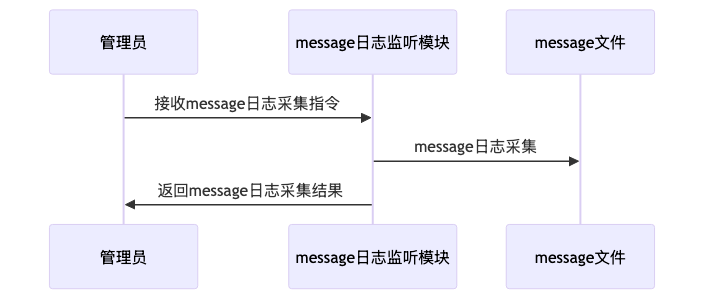 管理员
message日志监听模块
message文件
接收message日志采集指令
message日志采集
返回message日志采集结果
管理员
message日志监听模块
message文件